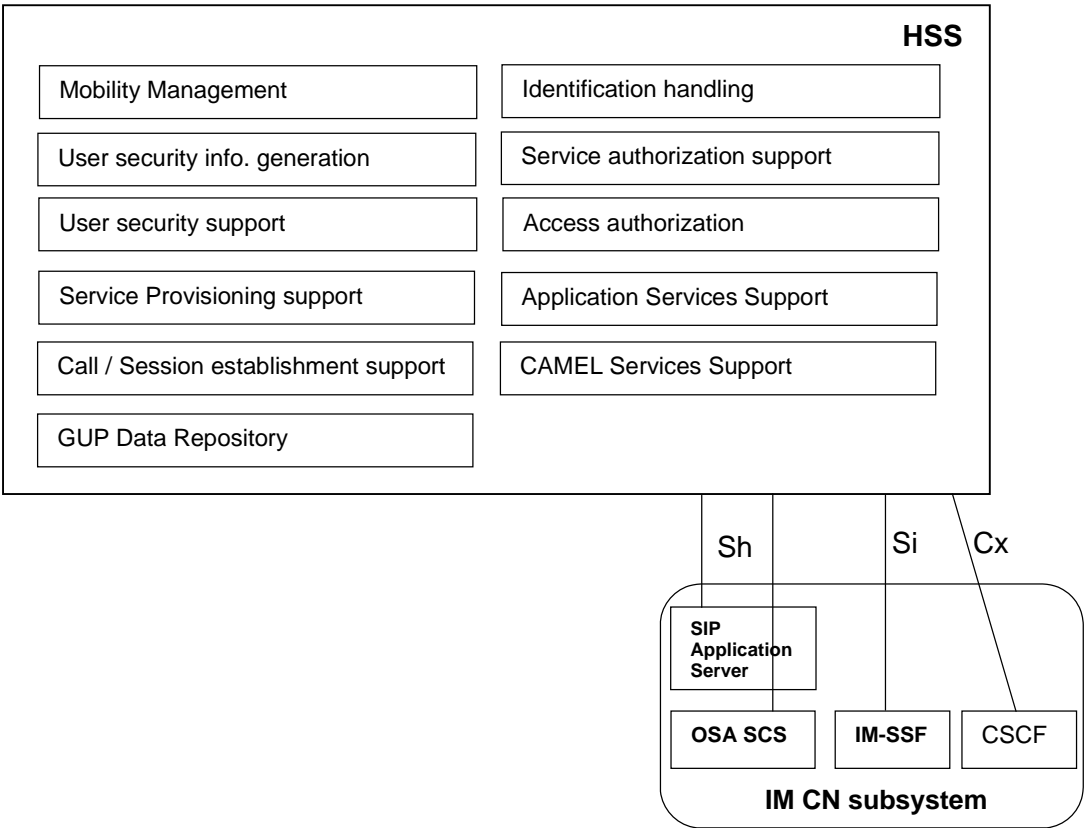 HSS
Mobility Management
Identification handling
User security info. generation
Service authorization support
User security support
Access authorization
Service Provisioning support
Application Services Support
Call / Session establishment support
CAMEL Services Support
GUP Data Repository
Sh
Si
Cx
SIP
Application
Server
OSA SCS
IM-SSF
CSCF
IM CN subsystem